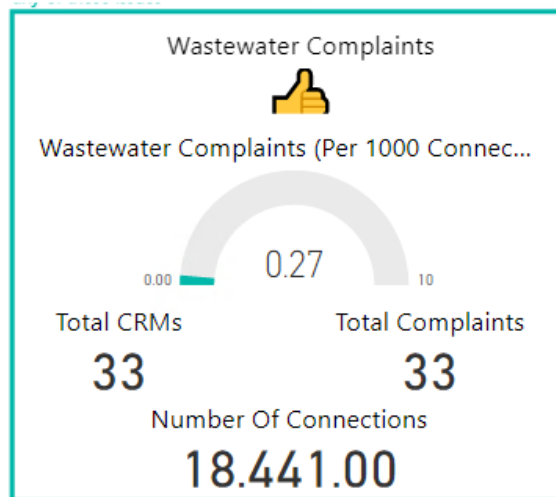 Wastewater Complaints
Wastewater Complaints (Per 1000 Connec...
0.27
0.00
10
Total CRMs
Total Complaints
33
33
Number Of Connections
18.441.00